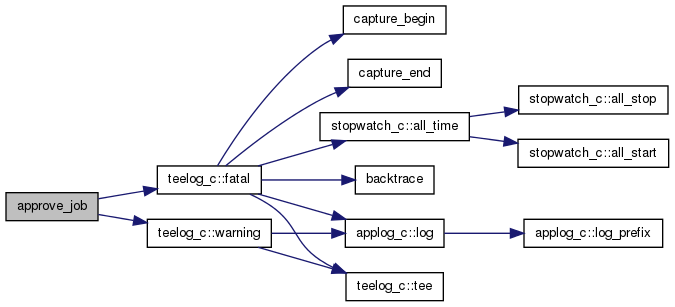 capture_begin
capture_end
stopwatch_c::all_stop
stopwatch_c::all_time
stopwatch_c::all_start
teelog_c::fatal
backtrace
approve_job
teelog_c::warning
applog_c::log
applog_c::log_prefix
teelog_c::tee